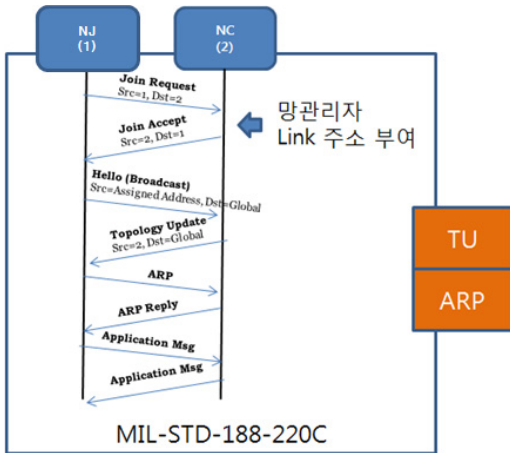 NJ
(1)
NC
(2)
Join Request
Src=1, Dst=2
Join Accept
Src=2, Dst=1
망관리자
Link 주소 부여
Hello (Broadcast)
Src=Assigned Address, Dst=Global
Topology Update
Src=2, Dst=Global
ARP
ARP Reply
Application Msg
Application Msg
TU
ARP
MIL-STD-188-220C